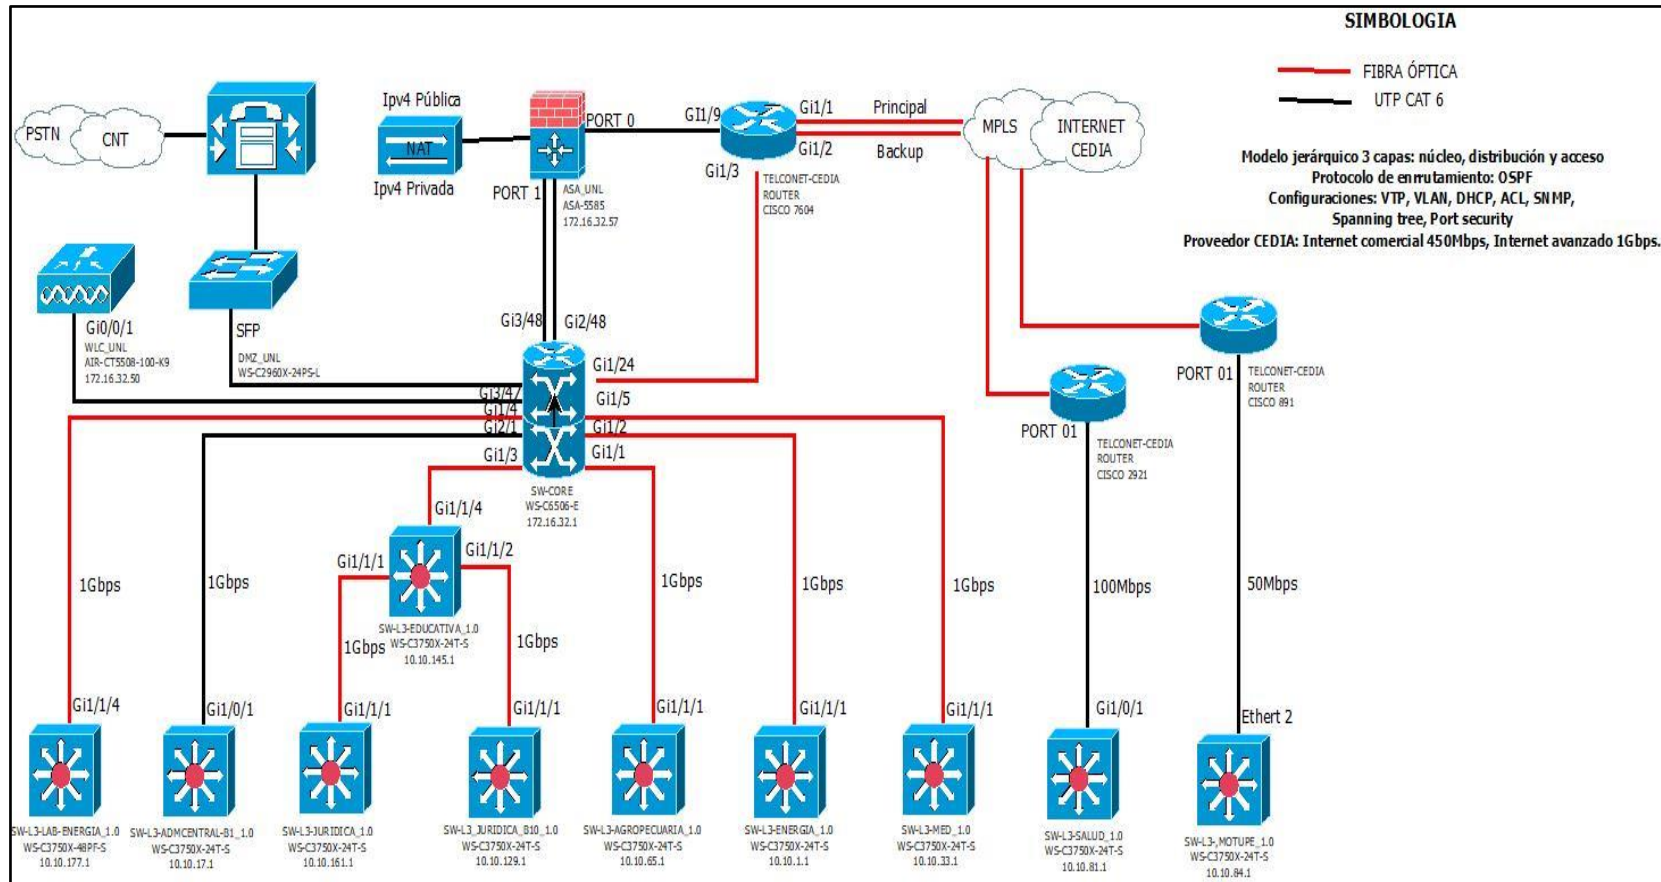 SIMBOLOGIA
FIBRA ÓPTICA
UTP CAT 6
Modelo jerárquico 3 capas: núcleo, distribución y acceso
Protocolo de enrrutamiento: OSPF
Configuraciones: VTP, VLAN, DHCP, ACL, SNMP,
Spanning tree, Port security
Proveedor CEDIA: Internet comercial 450Mbps, Internet avanzado 1Gbps.
PSTN
CNT
Ipv4 Pública
NAT
Ipv4 Privada
PORT 0
PORT 1
ASA_UNL
ASA-5585
172.16.32.57
GI1/9
Gi1/1
Gi1/2
Gi1/3
Principal
Backup
TELCONET-CEDIA
ROUTER
CISCO 7604
MPLS
INTERNET
CEDIA
Gi0/0/1
WLC_UNL
AIR-CT5508-100-K9
172.16.32.50
SFP
DMZ_UNL
WS-C2960X-24PS-L
Gi3/48
Gi2/48
Gi1/24
Gi3/47
Gi1/4
Gi2/1
Gi1/3
Gi1/5
Gi1/2
Gi1/1
SW-CORE
WS-C6506-E
172.16.32.1
PORT 01
TELCONET-CEDIA
ROUTER
CISCO 891
PORT 01
TELCONET-CEDIA
ROUTER
CISCO 2921
Gi1/1/4
Gi1/1/1
Gi1/1/2
SW-L3-EDUCATIVA_1.0
WS-C3750X-24T-S
10.10.145.1
1Gbps
1Gbps
1Gbps
1Gbps
1Gbps
1Gbps
1Gbps
100Mbps
50Mbps
Gi1/1/4
Gi1/0/1
Gi1/1/1
Gi1/1/1
Gi1/1/1
Gi1/1/1
Gi1/1/1
Gi1/0/1
Ethert 2
SW-L3-LAB-ENERGIA_1.0
WS-C3750X-48PF-S
10.10.177.1
SW-L3-ADMCENTRAL-B1_1.0
WS-C3750X-24T-S
10.10.17.1
SW-L3-JURIDICA_1.0
WS-C3750X-24T-S
10.10.161.1
SW-L3_JURIDICA_B10_1.0
WS-C3750X-24T-S
10.10.129.1
SW-L3-AGROPECUARIA_1.0
WS-C3750X-24T-S
10.10.65.1
SW-L3-ENERGIA_1.0
WS-C3750X-24T-S
10.10.1.1
SW-L3-MED_1.0
WS-C3750X-24T-S
10.10.33.1
SW-L3-SALUD_1.0
WS-C3750X-24T-S
10.10.81.1
SW-L3-,MOTUPE_1.0
WS-C3750X-24T-S
10.10.84.1